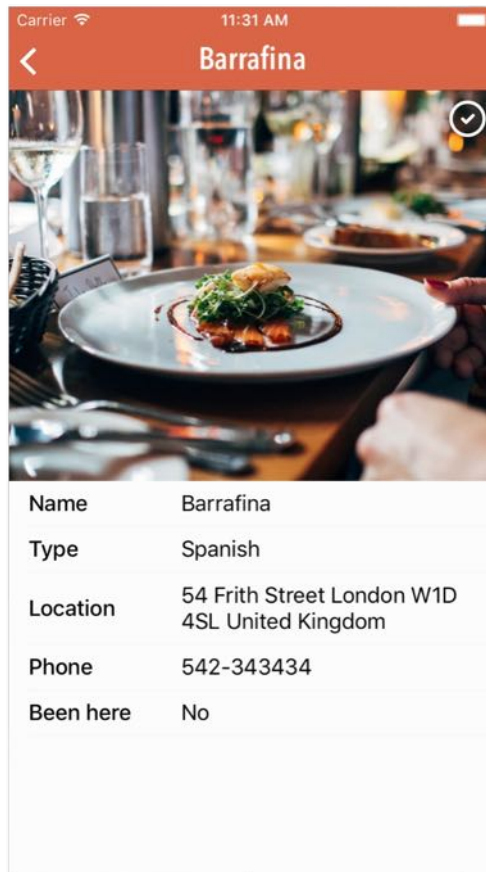 Carrier
11:31 AM
Barrafina
Name Barrafina
Type Spanish
Location 54 Frith Street London W1D
4SL United Kingdom
Phone 542-343434
Been here No